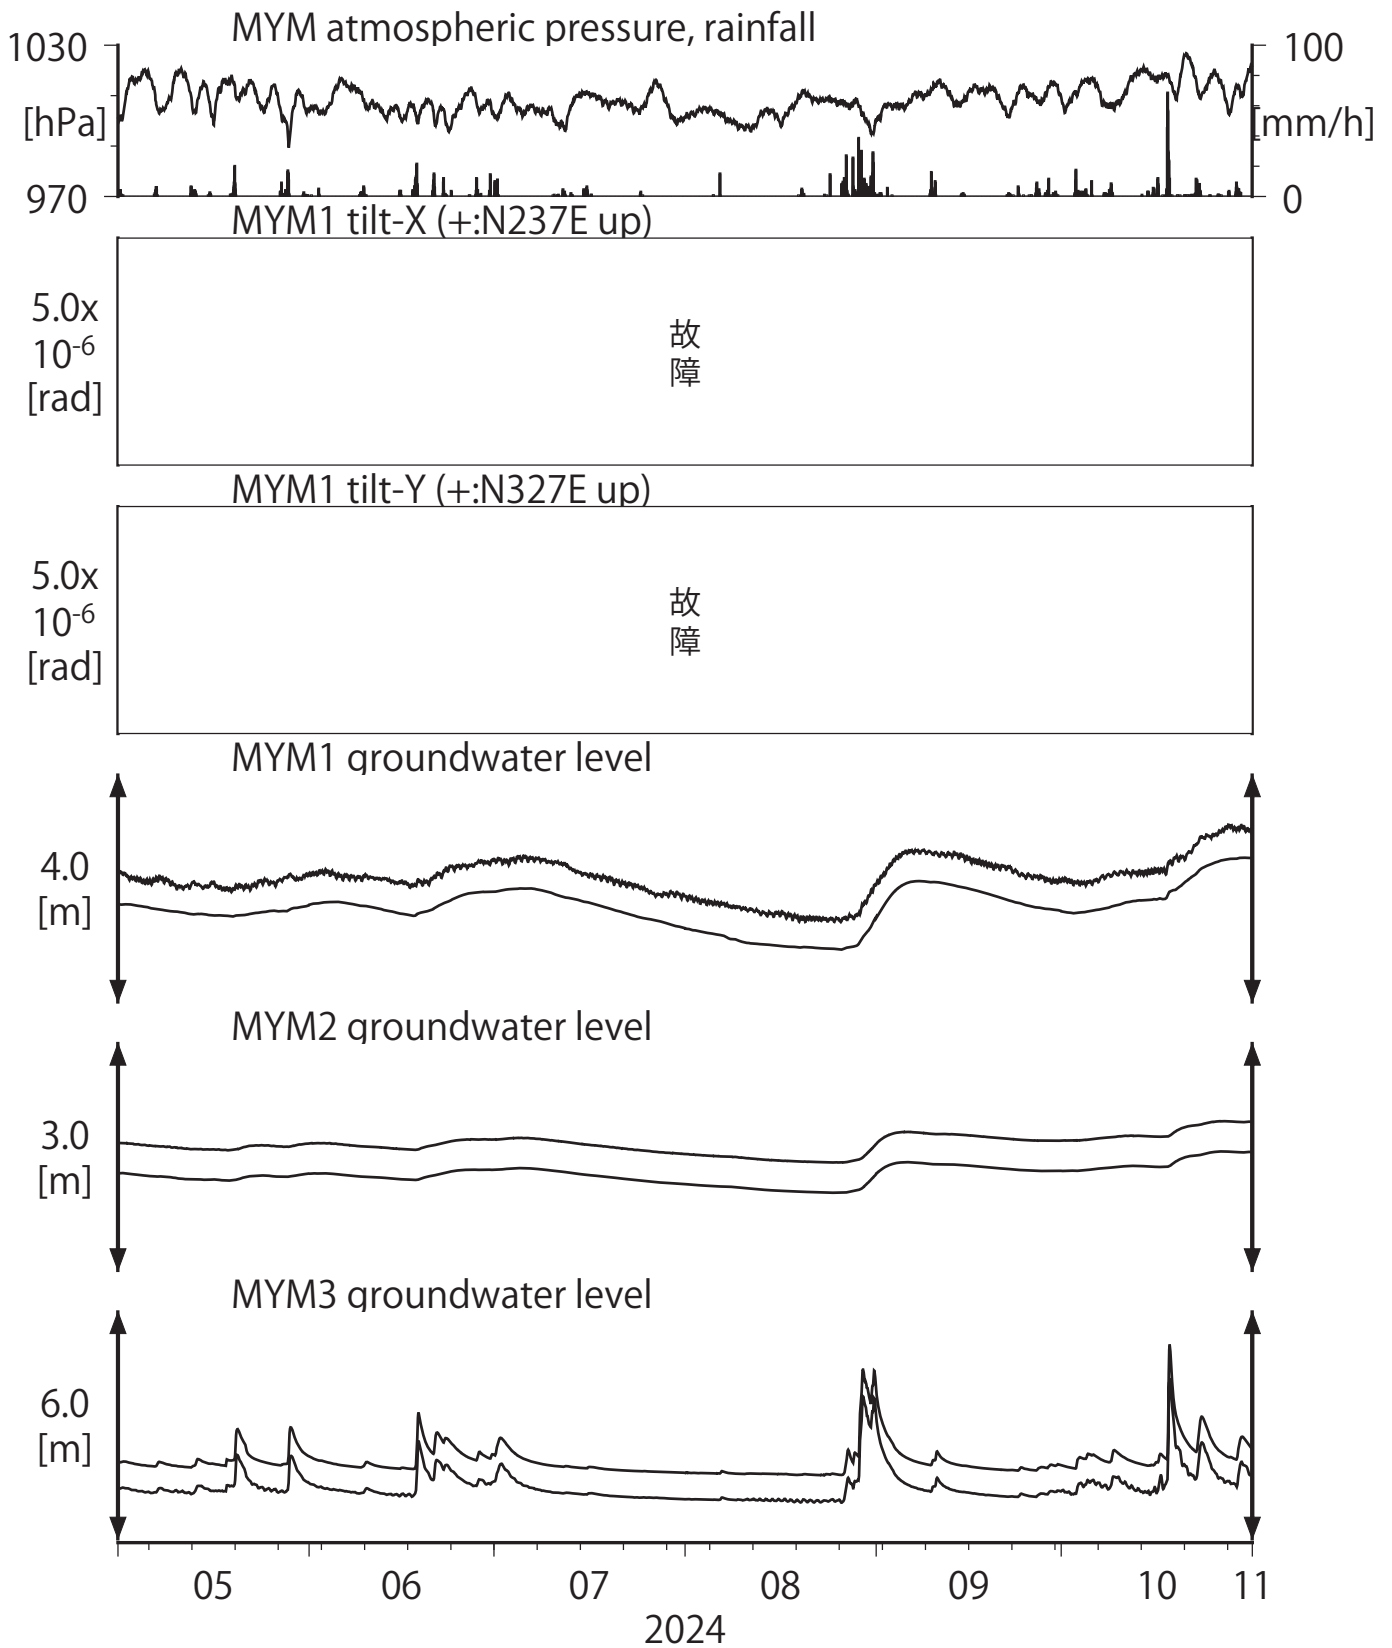 MYM atmospheric pressure, rainfall
1030
100
[hPa]
[mm/h]
970
0
MYM1 tilt-X (+:N237E up)
5.0x
10-6
[rad]
故
障
MYM1 tilt-Y (+:N327E up)
5.0x
10-6
[rad]
故
障
MYM1 groundwater level
4.0
[m]
MYM2 groundwater level
3.0
[m]
MYM3 groundwater level
6.0
[m]
05 06 07 08 09 10 11
2024